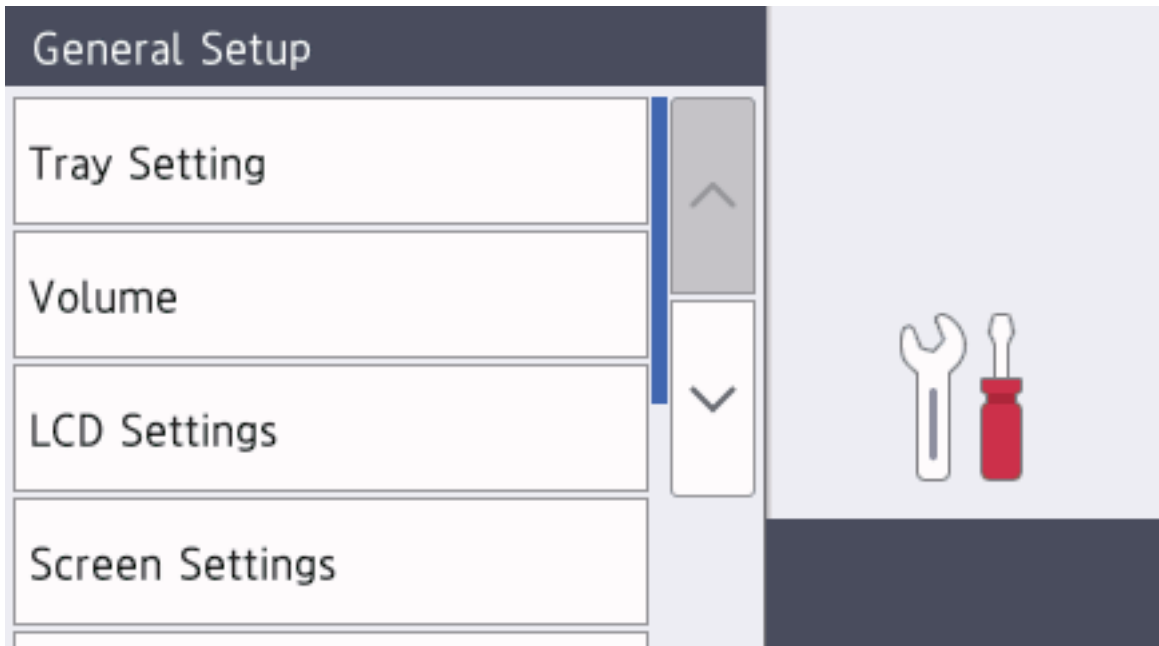 General Setup
Tray Setting
Volume
LCD Settings
Screen Settings